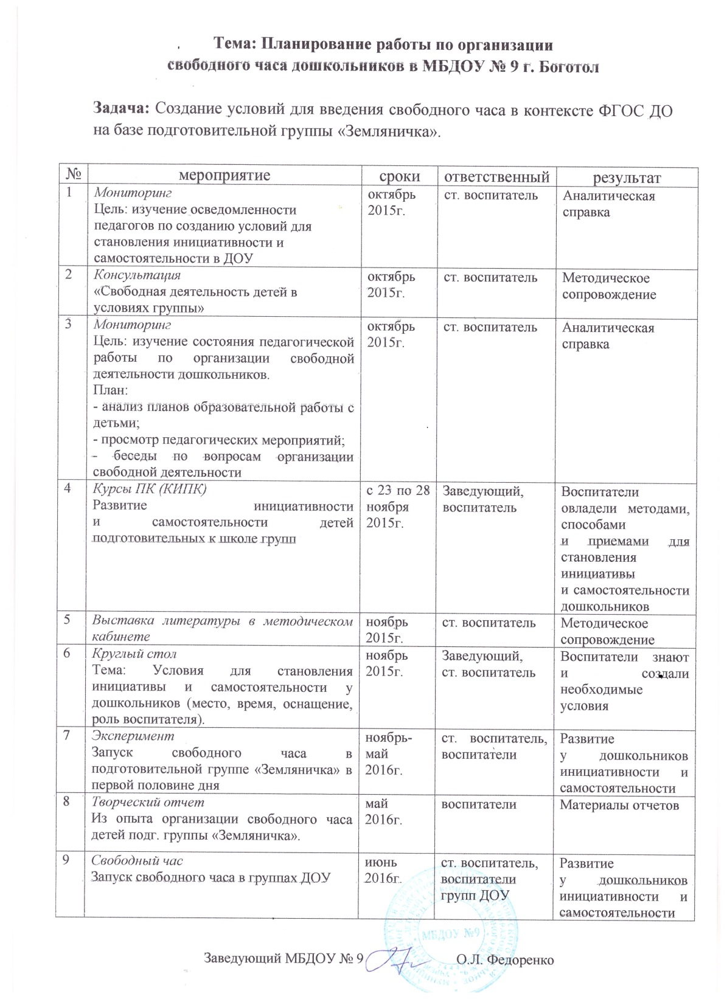 Тема: Планирование работы по организации
свободного часа дошкольников в МБДОУ № 9 г. Боготол
Задача: Создание условий для введения свободного часа в контексте ФГОС ДО
на базе подготовительной группы «Земляничка».
№ мероприятие сроки ответственный результат
1
Мониторинг
Цель: изучение осведомленности
педагогов по созданию условий для
становления инициативности и
самостоятельности в ДОУ
октябрь
2015г.
ст. воспитатель
Аналитическая
справка
2
Консультация
«Свободная деятельность детей в
условиях группы»
октябрь
2015г.
ст. воспитатель
Методическое
сопровождение
3
Мониторинг
Цель: изучение состояния педагогической
работы по организации свободной
деятельности дошкольников.
План:
- анализ планов образовательной работы с
детьми;
- просмотр педагогических мероприятий;
- беседы по вопросам организации
свободной деятельности
октябрь
2015г.
ст. воспитатель
Аналитическая
справка
4
Курсы ПК (КИПК)
Развитие инициативности
и самостоятельности детей
подготовительных к школе групп
с 23 по 28
ноября
2015г.
Заведующий,
воспитатель
Воспитатели
овладели методами,
способами
и приемами для
становления
инициативы
и самостоятельности
дошкольников
5
Выставка литературы в методическом
кабинете
ноябрь
2015г.
ст. воспитатель
Методическое
сопровождение
6
Круглый стол
Тема: Условия для становления
инициативы и самостоятельности у
дошкольников (место, время, оснащение,
роль воспитателя).
ноябрь
2015г.
Заведующий,
ст. воспитатель
Воспитатели знают
и создали
необходимые
условия
7
Эксперимент
Запуск свободного часа в
подготовительной группе «Земляничка» в
первой половине дня
ноябрь-
май
2016г.
ст. воспитатель,
воспитатели
Развитие
у дошкольников
инициативности и
самостоятельности
8
Творческий отчет
Из опыта организации свободного часа
детей подг. группы «Земляничка».
май
2016г.
воспитатели
Материалы отчетов
9
Свободный час
Запуск свободного часа в группах ДОУ
июнь
2016г.
ст. воспитатель,
воспитатели
групп ДОУ
Развитие
у дошкольников
инициативности и
самостоятельности
МБДОУ №9
Заведующий МБДОУ № 9 О.Л. Федоренко